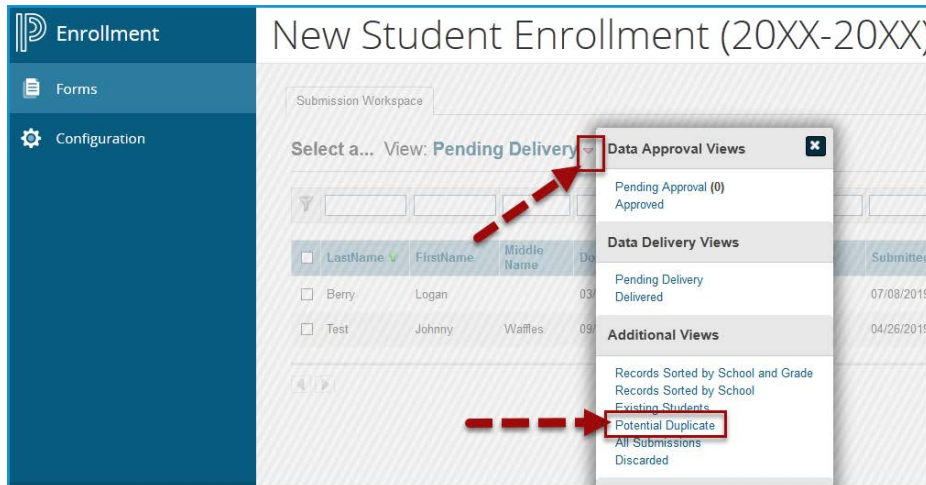 Enrollment
New Student Enrollment (20XX-20XX)
Forms
Configuration
Submission Workspace
Select a... View: Pending Delivery
Data Approval Views
Pending Approval (0)
Approved
Data Delivery Views
Pending Delivery
Delivered
Additional Views
Records Sorted by School and Grade
Records Sorted by School
Existing Students
Potential Duplicate
All Submissions
Discarded
LastName FirstName Middle Name Submitted
Berry Logan 03/ 07/08/2019
Test Johnny Waffles 09/ 04/26/2019